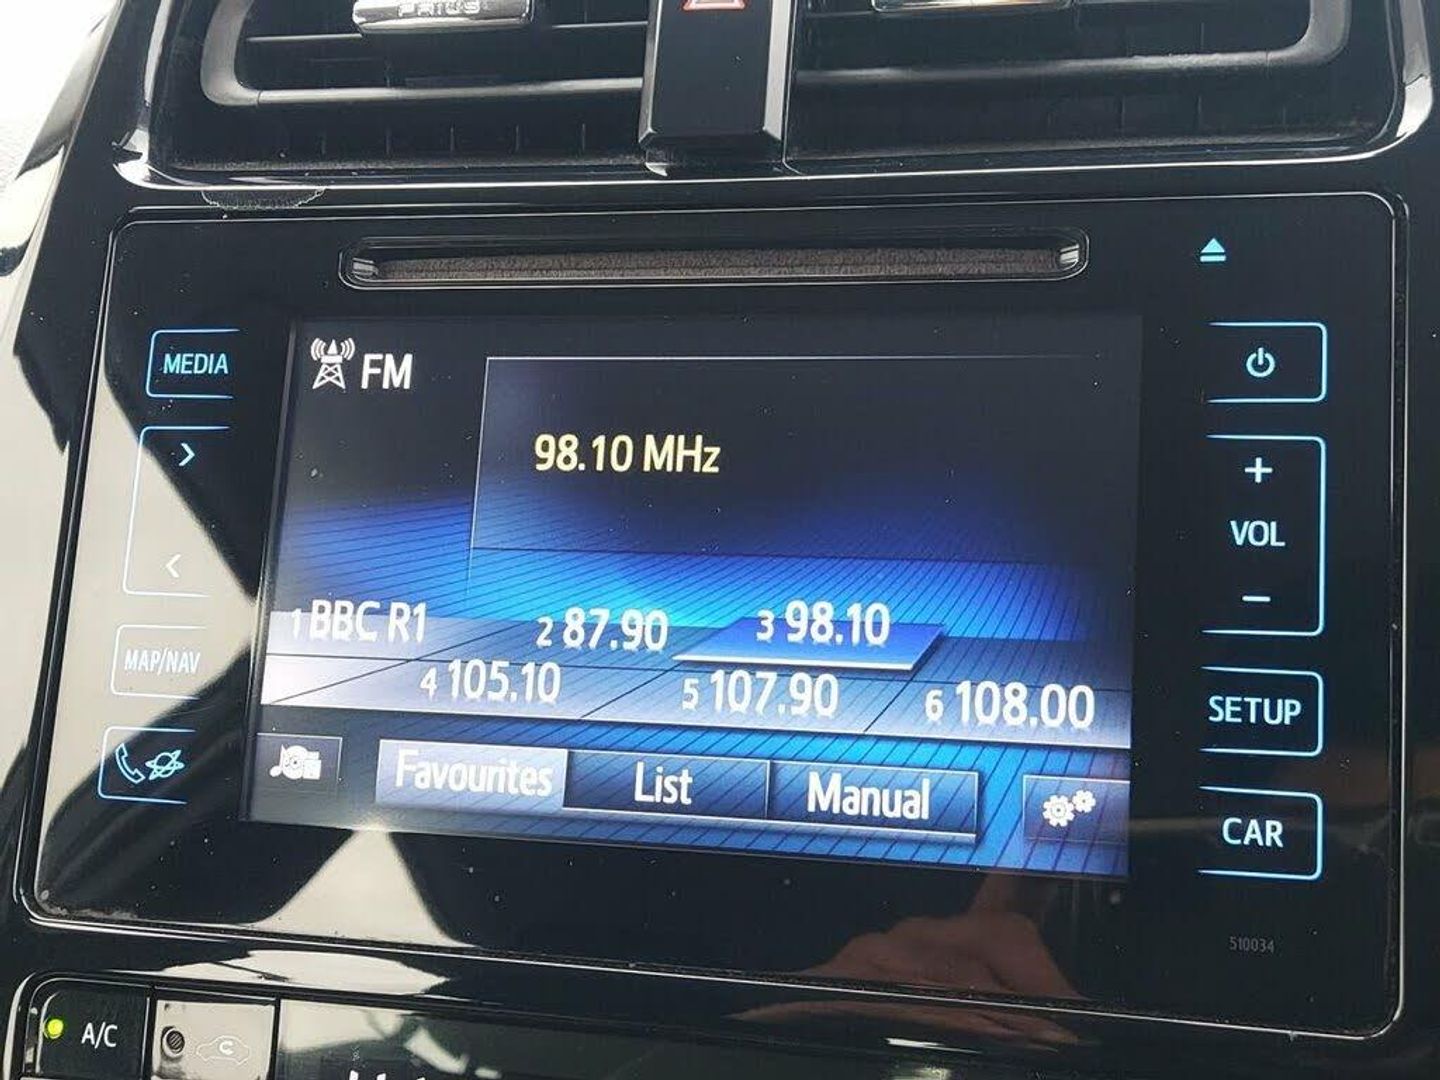 PRIUS
MEDIA
FM
98.10 MHz
VOL
1 BBC R1
2 87.90
3 98.10
MAP/NAV
4 105.10
5 107.90
6 108.00
SETUP
Favourites
List
Manual
CAR
510034
A/C